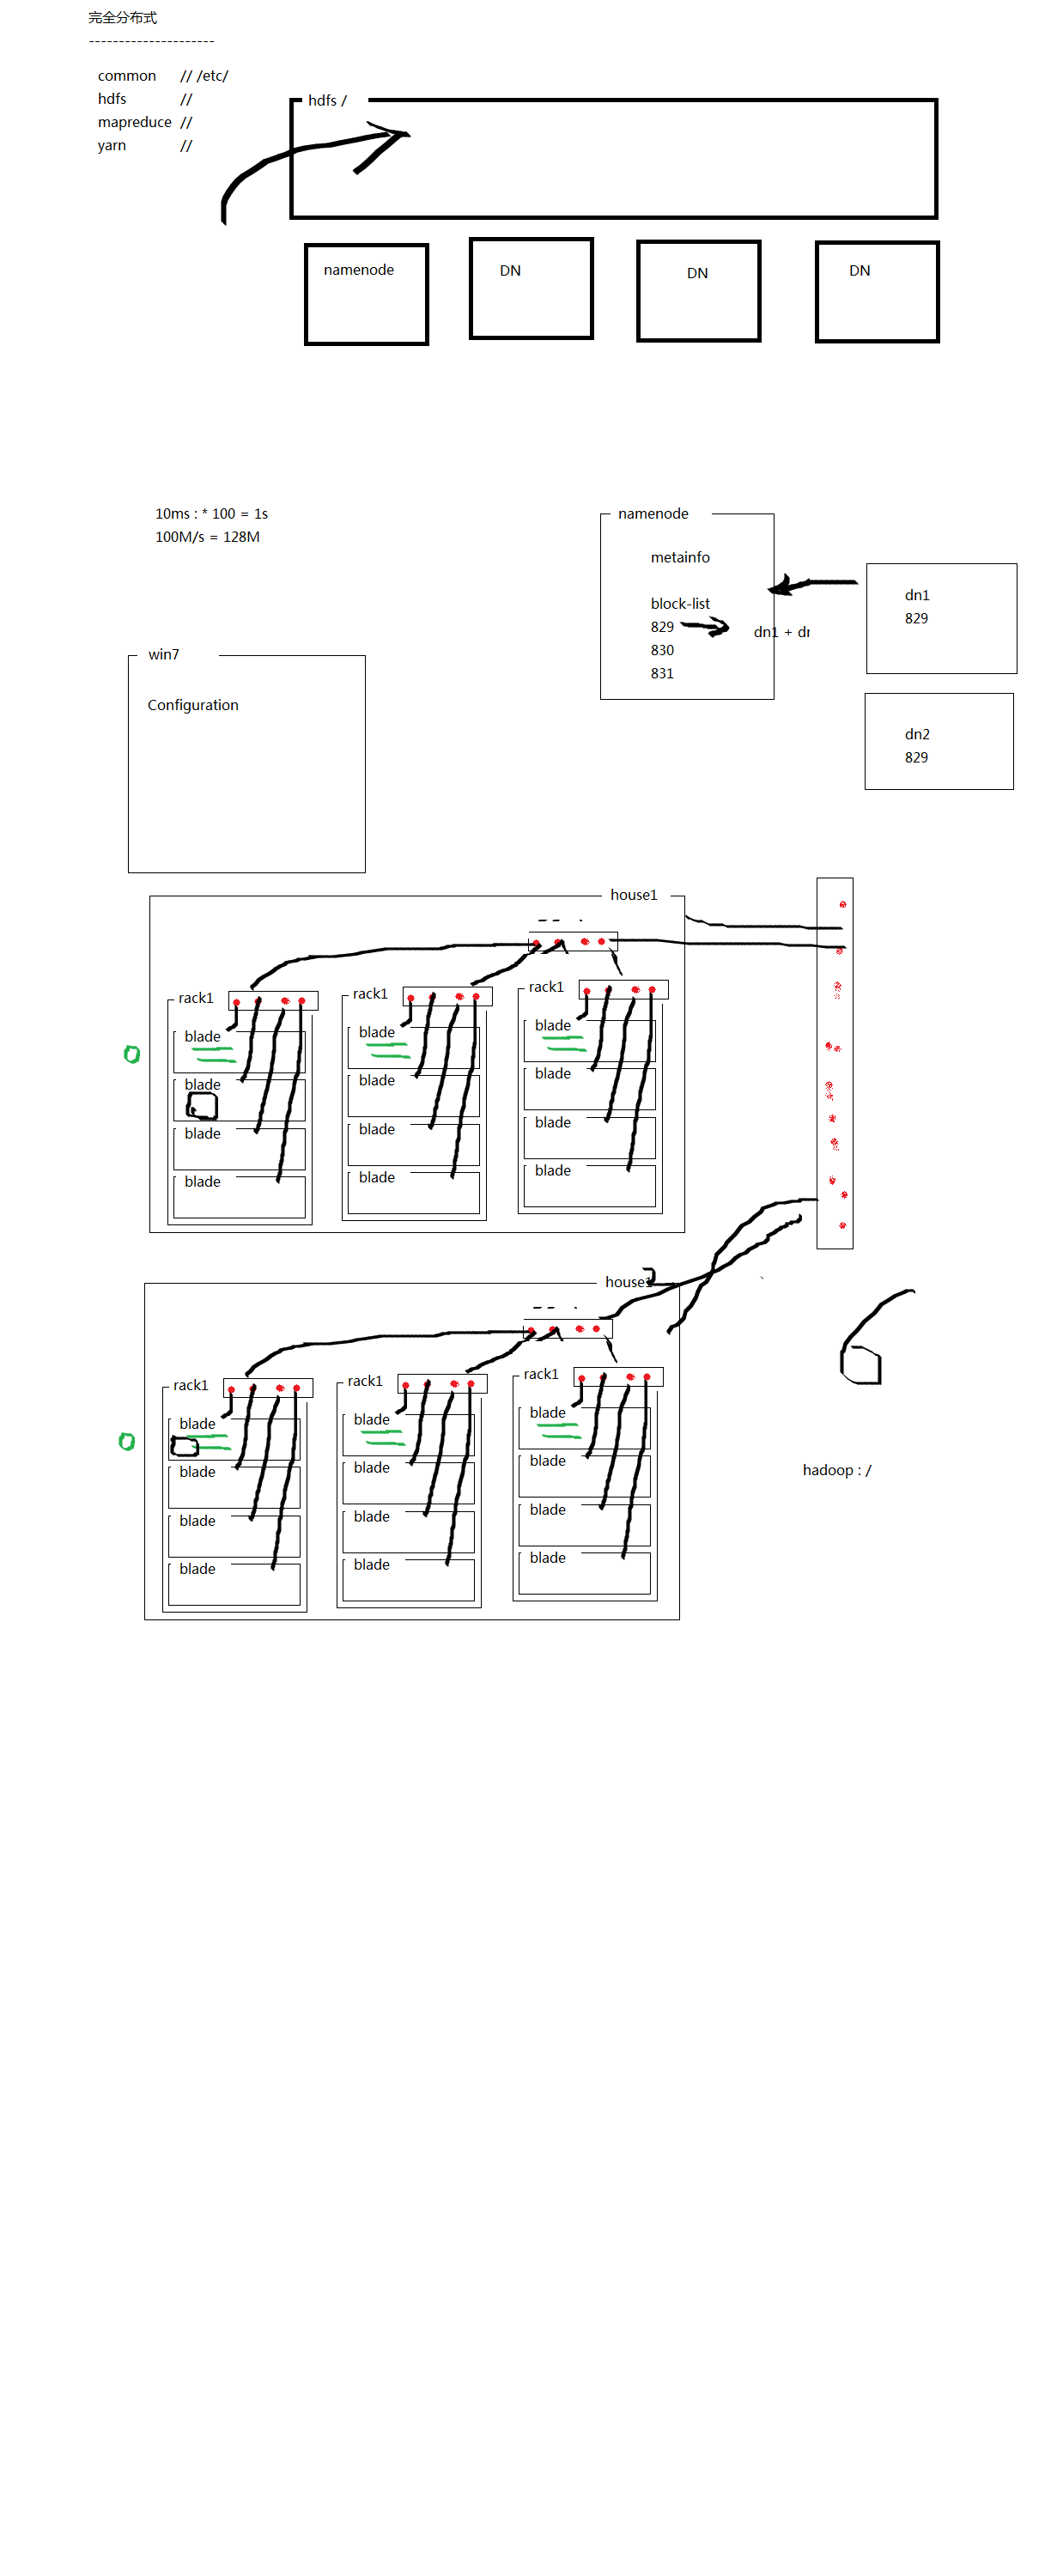 完全分布式
---------------------
common // /etc/
hdfs //
mapreduce //
yarn //
hdfs /
namenode
DN
DN
DN
10ms : * 100 = 1s
100M/s = 128M
namenode
metainfo
block-list
829
830
831
dn1
829
dn2
829
win7
Configuration
house1
rack1
rack1
rack1
blade
blade
blade
blade
blade
blade
blade
blade
blade
blade
blade
blade
house1
2
rack1
rack1
rack1
blade
blade
blade
blade
blade
blade
blade
blade
blade
blade
blade
blade
hadoop : /